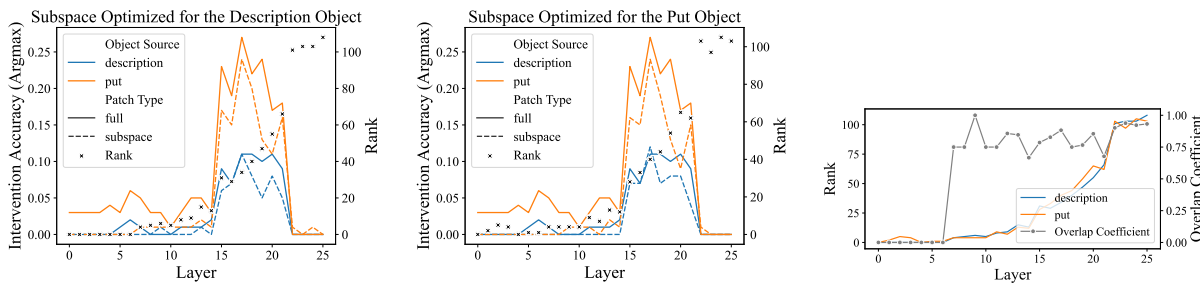 Subspace Optimized for the Description Object
Intervention Accuracy (Argmax)
0.25
0.20
0.15
0.10
0.05
0.00
Object Source
description
put
Patch Type
full
subspace
Rank
100
80
60
40
20
0
Rank
0 5 10 15 20 25
Layer
Subspace Optimized for the Put Object
Intervention Accuracy (Argmax)
0.25
0.20
0.15
0.10
0.05
0.00
Object Source
description
put
Patch Type
full
subspace
Rank
100
80
60
40
20
0
Rank
0 5 10 15 20 25
Layer
Rank
100
75
50
25
0
description
put
Overlap Coefficient
1.00
0.75
0.50
0.25
0.00
Overlap Coefficient
0 5 10 15 20 25
Layer